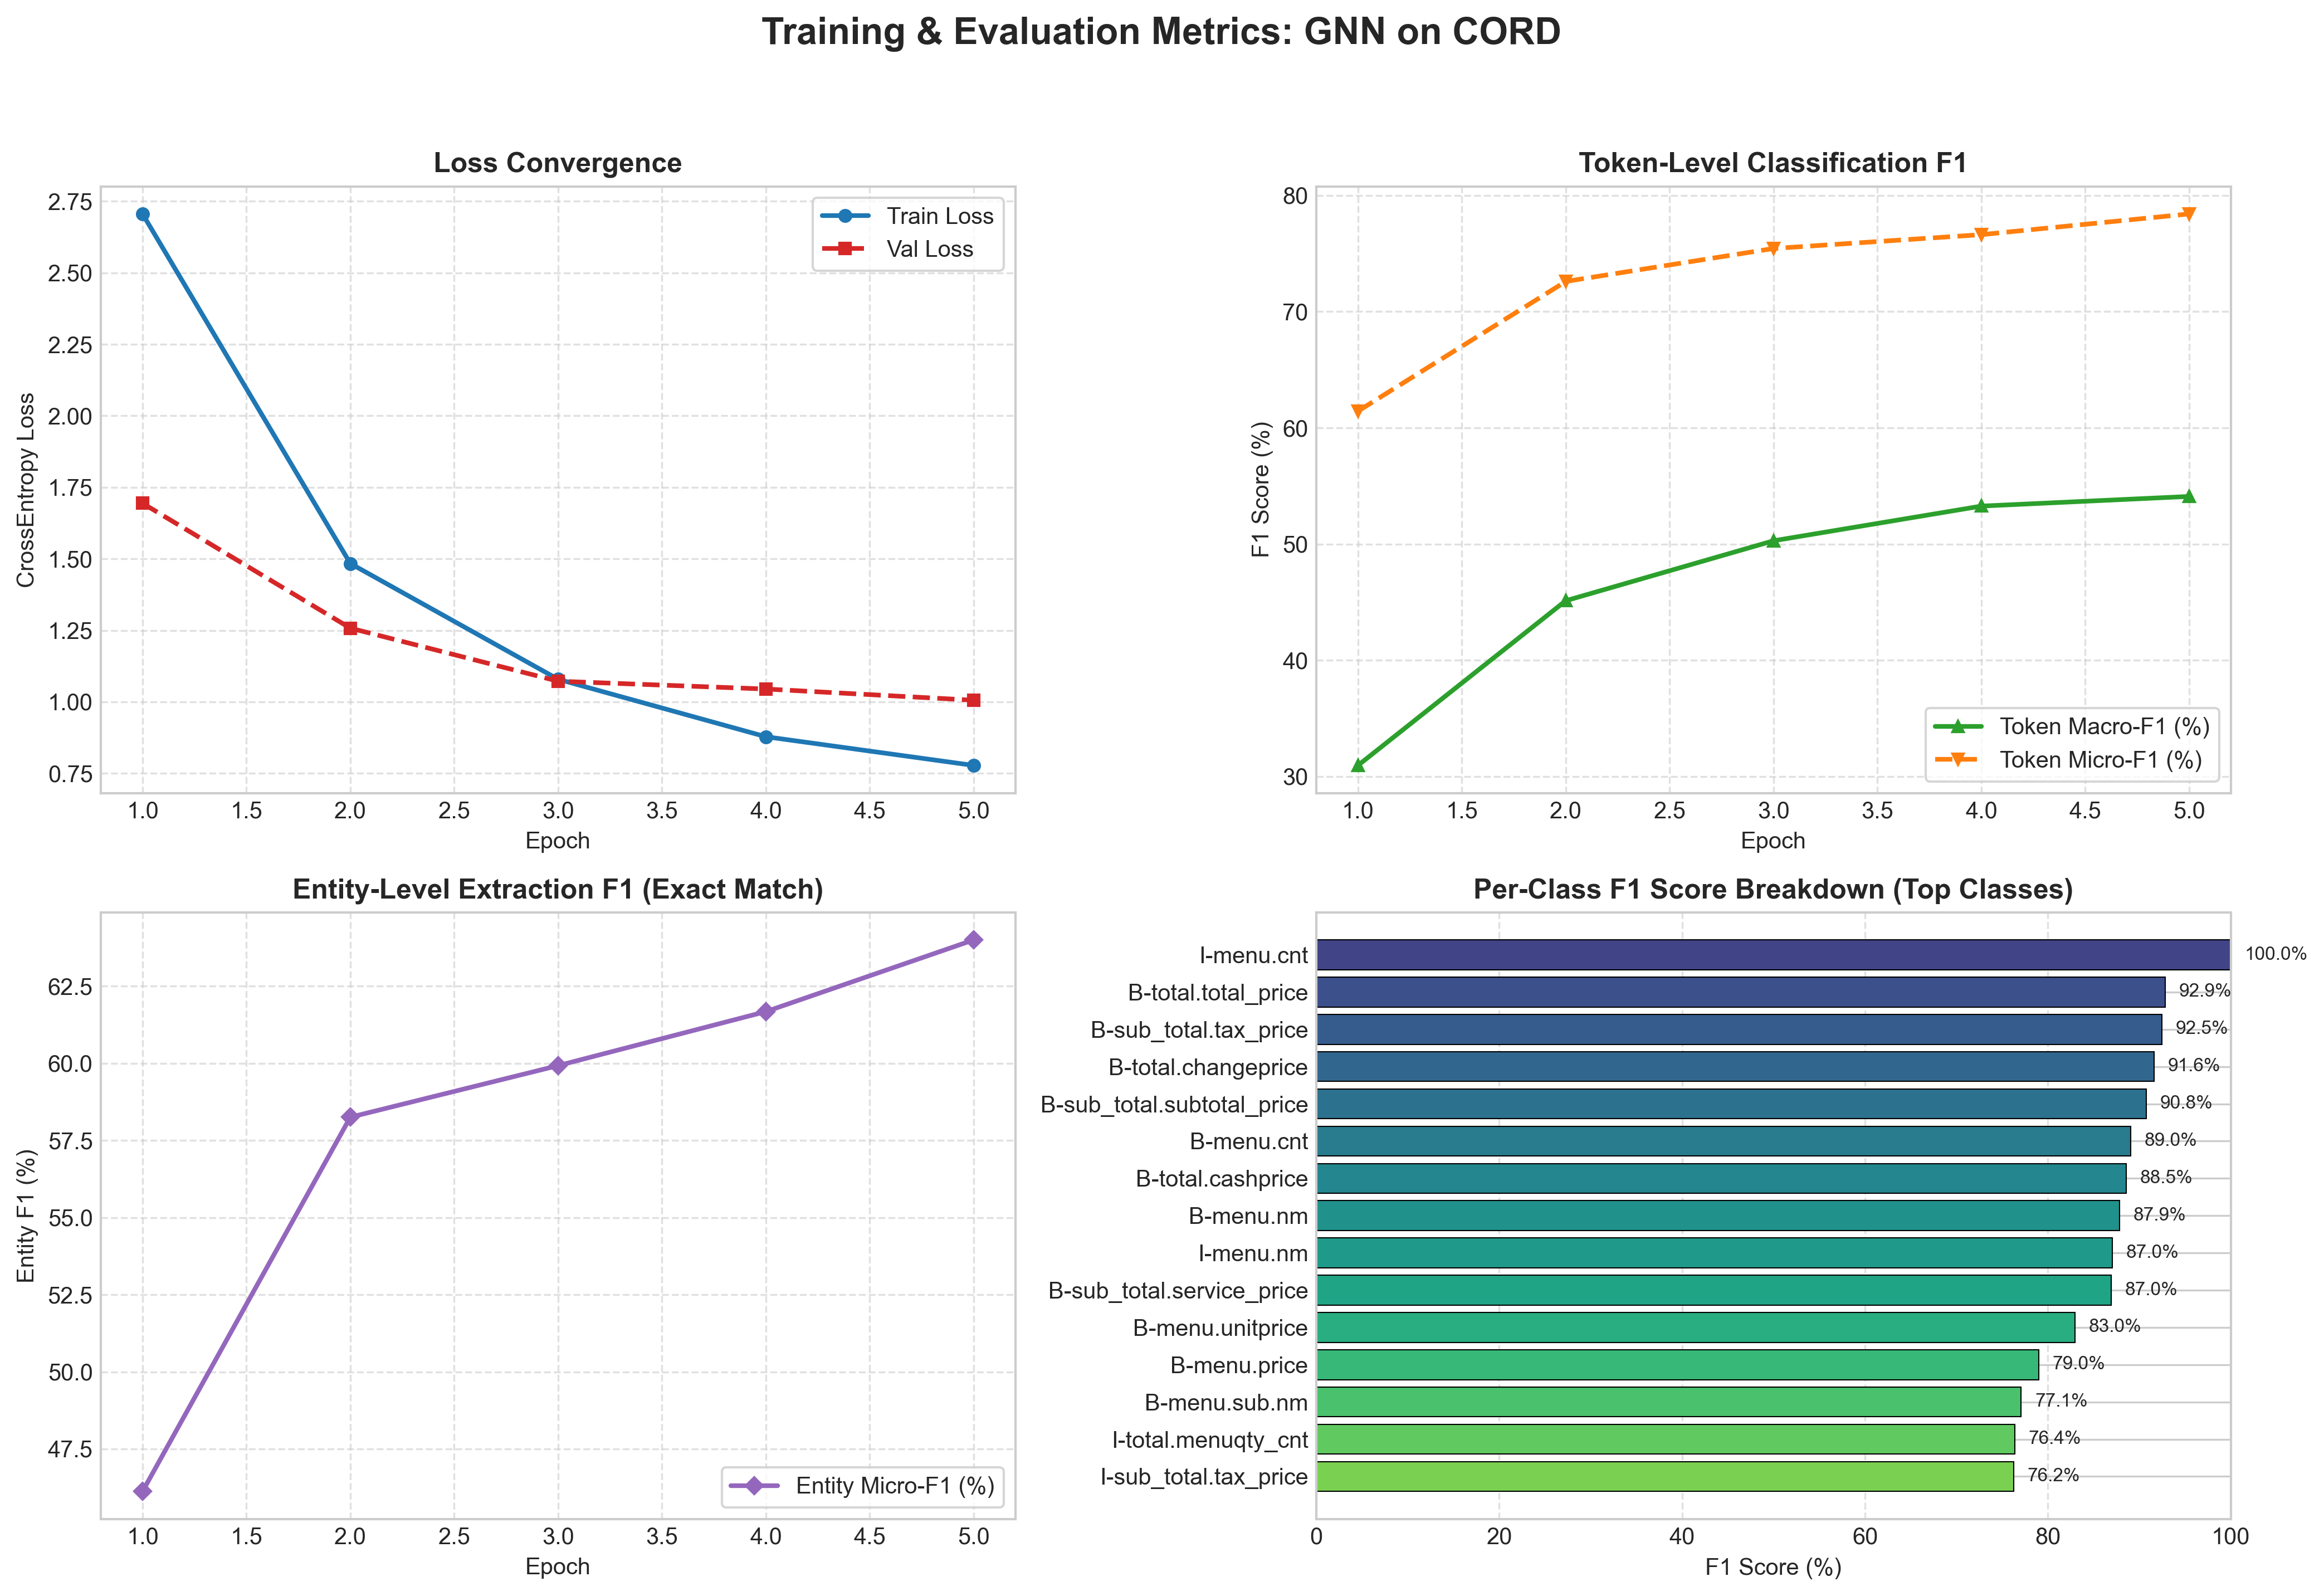 Training & Evaluation Metrics: GNN on CORD
Loss Convergence
CrossEntropy Loss
2.75
2.50
2.25
2.00
1.75
1.50
1.25
1.00
0.75
Train Loss
Val Loss
1.0 1.5 2.0 2.5 3.0 3.5 4.0 4.5 5.0
Epoch
Token-Level Classification F1
F1 Score (%)
80
70
60
50
40
30
Token Macro-F1 (%)
Token Micro-F1 (%)
1.0 1.5 2.0 2.5 3.0 3.5 4.0 4.5 5.0
Epoch
Entity-Level Extraction F1 (Exact Match)
Entity F1 (%)
62.5
60.0
57.5
55.0
52.5
50.0
47.5
Entity Micro-F1 (%)
1.0 1.5 2.0 2.5 3.0 3.5 4.0 4.5 5.0
Epoch
Per-Class F1 Score Breakdown (Top Classes)
I-menu.cnt 100.0%
B-total.total_price 92.9%
B-sub_total.tax_price 92.5%
B-total.changeprice 91.6%
B-sub_total.subtotal_price 90.8%
B-menu.cnt 89.0%
B-total.cashprice 88.5%
B-menu.nm 87.9%
I-menu.nm 87.0%
B-sub_total.service_price 87.0%
B-menu.unitprice 83.0%
B-menu.price 79.0%
B-menu.sub.nm 77.1%
I-total.menuqty_cnt 76.4%
I-sub_total.tax_price 76.2%
0 20 40 60 80 100
F1 Score (%)